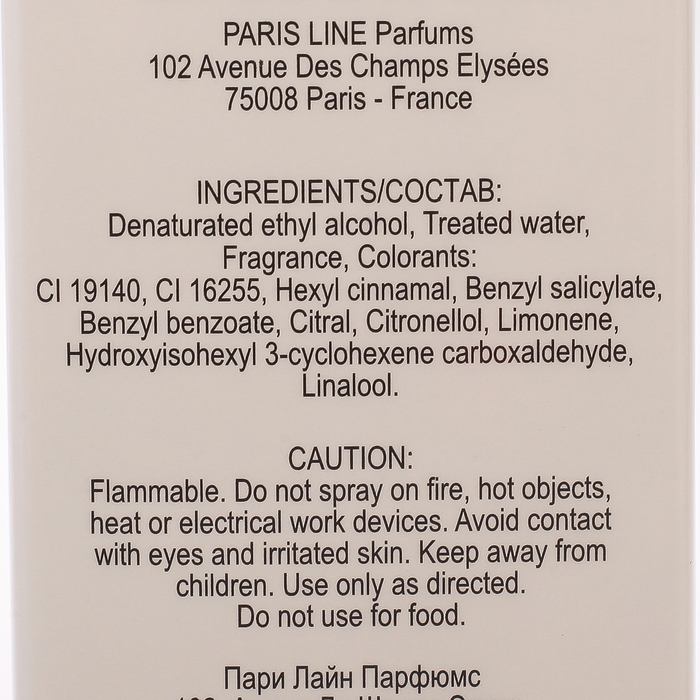 PARIS LINE Parfums
102 Avenue Des Champs Elysées
75008 Paris - France
INGREDIENTS/СОСТАВ:
Denaturated ethyl alcohol, Treated water,
Fragrance, Colorants:
CI 19140, CI 16255, Hexyl cinnamal, Benzyl salicylate,
Benzyl benzoate, Citral, Citronellol, Limonene,
Hydroxyisohexyl 3-cyclohexene carboxaldehyde,
Linalool.
CAUTION:
Flammable. Do not spray on fire, hot objects,
heat or electrical work devices. Avoid contact
with eyes and irritated skin. Keep away from
children. Use only as directed.
Do not use for food.
Пари Лайн Парфюмс